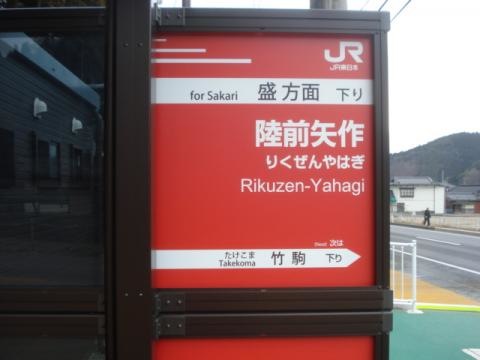 JR
JR東日本
for Sakari 盛方面 下り
陸前矢作
りくぜんやはぎ
Rikuzen-Yahagi
Next 次は
たけこま
Takekoma 竹駒 下り